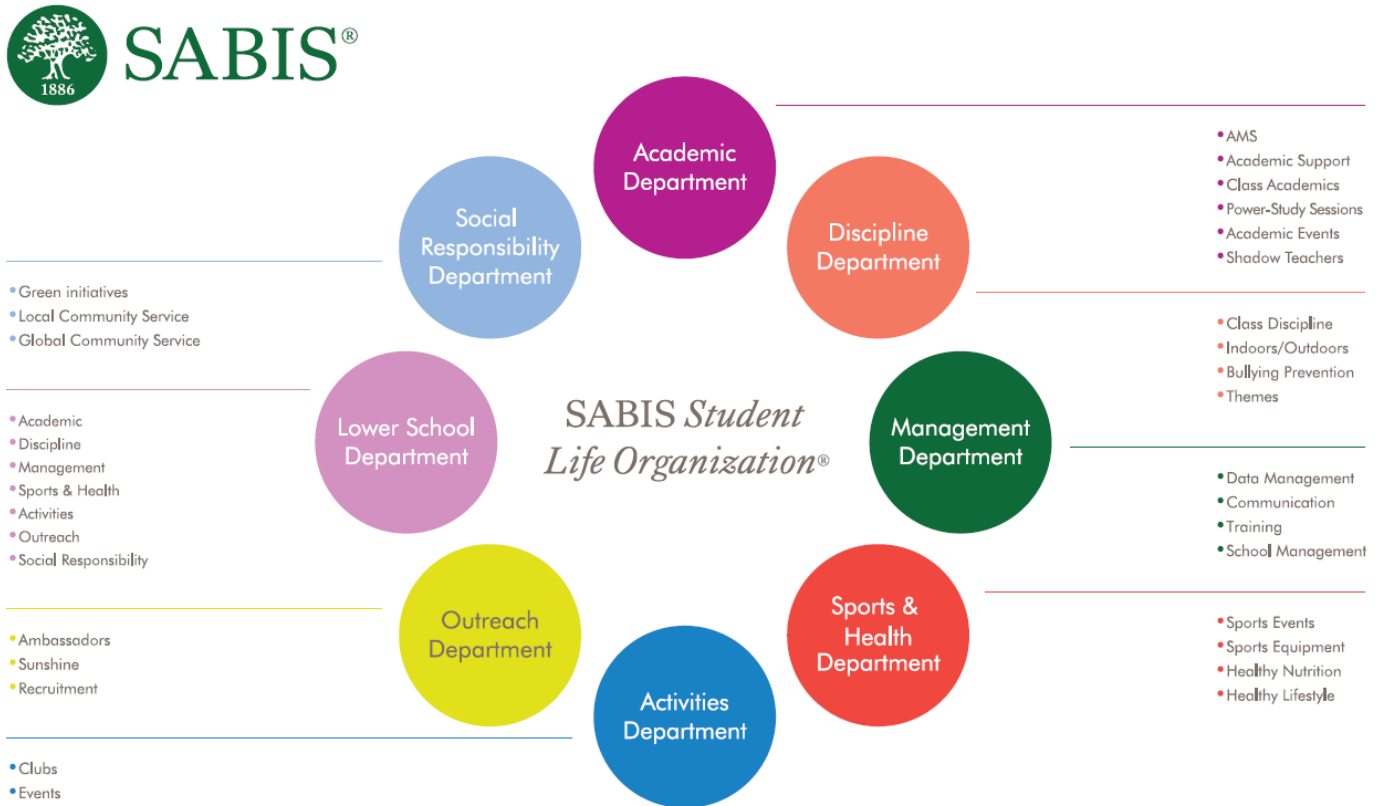 SABIS®
1886
Academic
Department
• AMS
• Academic Support
• Class Academics
• Power-Study Sessions
• Academic Events
• Shadow Teachers
Discipline
Department
• Class Discipline
• Indoors/Outdoors
• Bullying Prevention
• Themes
Management
Department
• Data Management
• Communication
• Training
• School Management
Sports &
Health
Department
• Sports Events
• Sports Equipment
• Healthy Nutrition
• Healthy Lifestyle
Activities
Department
• Clubs
• Events
Outreach
Department
• Ambassadors
• Sunshine
• Recruitment
Lower School
Department
• Academic
• Discipline
• Management
• Sports & Health
• Activities
• Outreach
• Social Responsibility
Social
Responsibility
Department
• Green initiatives
• Local Community Service
• Global Community Service
SABIS Student
Life Organization®